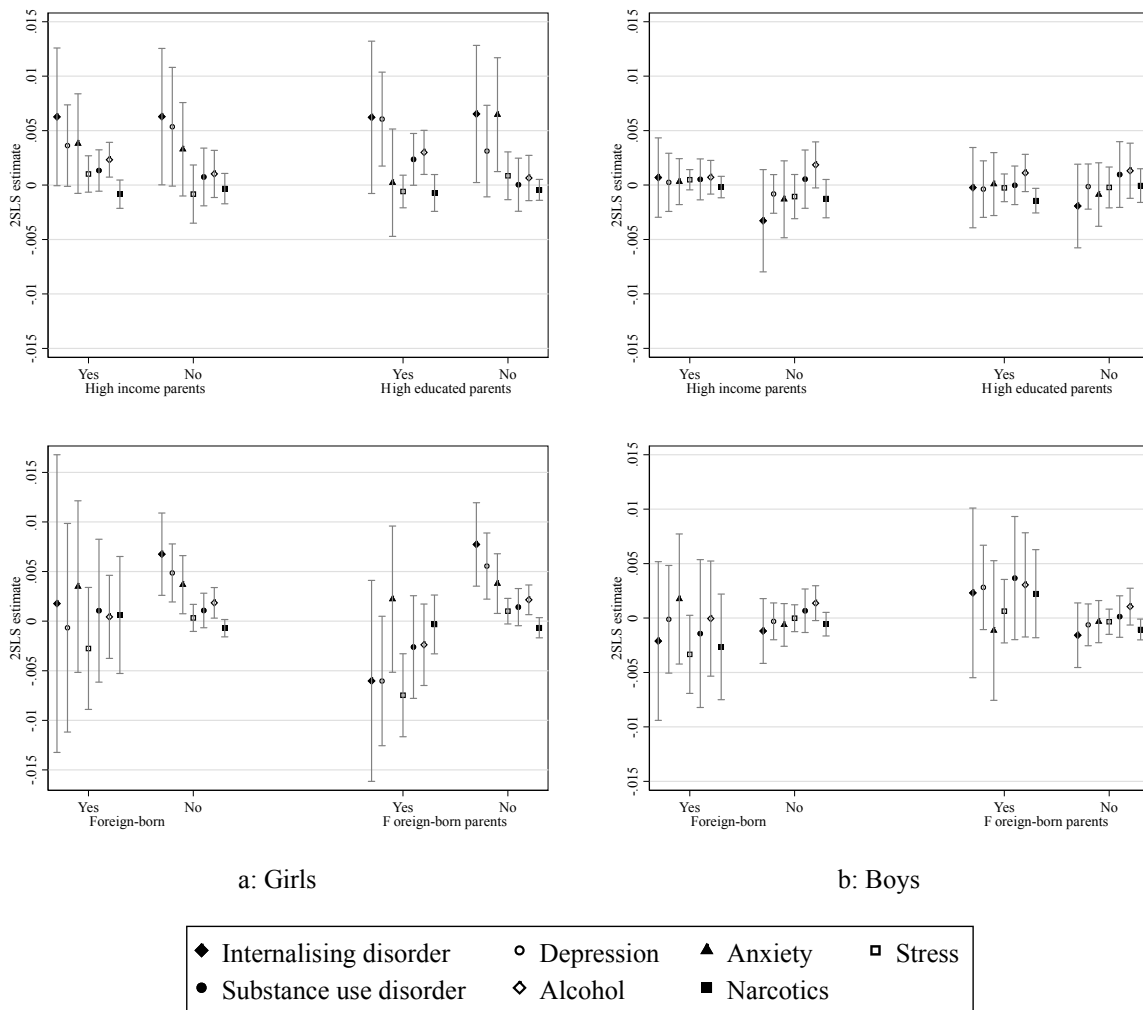 .015
.01
.005
0
-.005
-.01
-.015
2SLS estimate
Yes No Yes No
High income parents High educated parents
.015
.01
.005
0
-.005
-.01
-.015
2SLS estimate
Yes No Yes No
High income parents High educated parents
.015
.01
.005
0
-.005
-.01
-.015
2SLS estimate
Yes No Yes No
Foreign-born F oreign-born parents
.015
.01
.005
0
-.005
-.01
-.015
2SLS estimate
Yes No Yes No
Foreign-born F oreign-born parents
a: Girls
b: Boys
Internalising disorder Depression Anxiety Stress
Substance use disorder Alcohol Narcotics